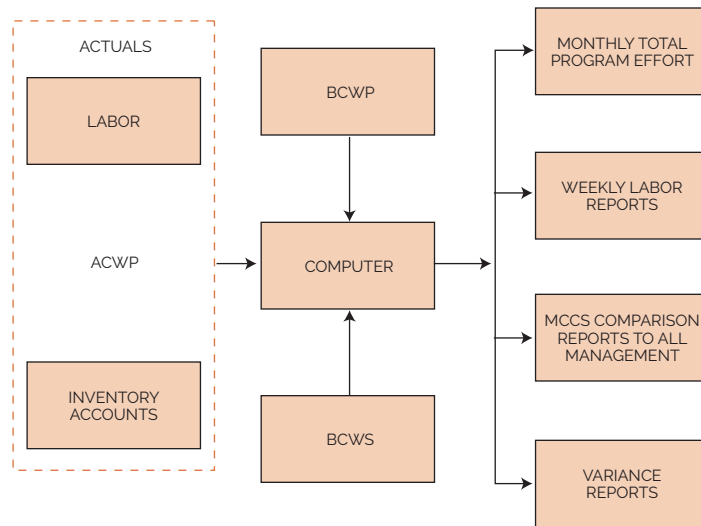 ACTUALS
LABOR
ACWP
INVENTORY
ACCOUNTS
BCWP
COMPUTER
BCWS
MONTHLY TOTAL
PROGRAM EFFORT
WEEKLY LABOR
REPORTS
MCCS COMPARISON
REPORTS TO ALL
MANAGEMENT
VARIANCE
REPORTS